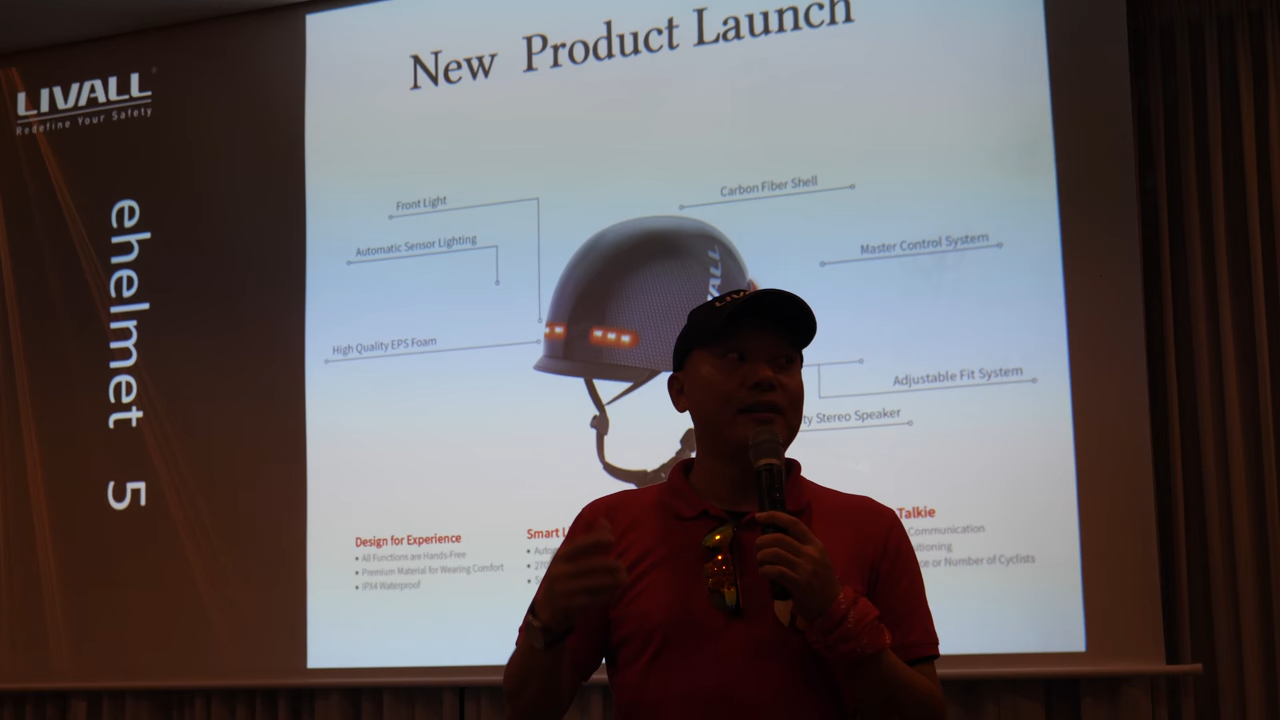 LIVALL
Redefine Your Safety
ehelmet 5
New Product Launch
Front Light
Automatic Sensor Lighting
High Quality EPS Foam
Carbon Fiber Shell
Master Control System
Adjustable Fit System
Stereo Speaker
Design for Experience
• All Functions are Hands-Free
• Premium Material for Wearing Comfort
• IPX4 Waterproof
Smart
Talkie
Communication
or Number of Cyclists